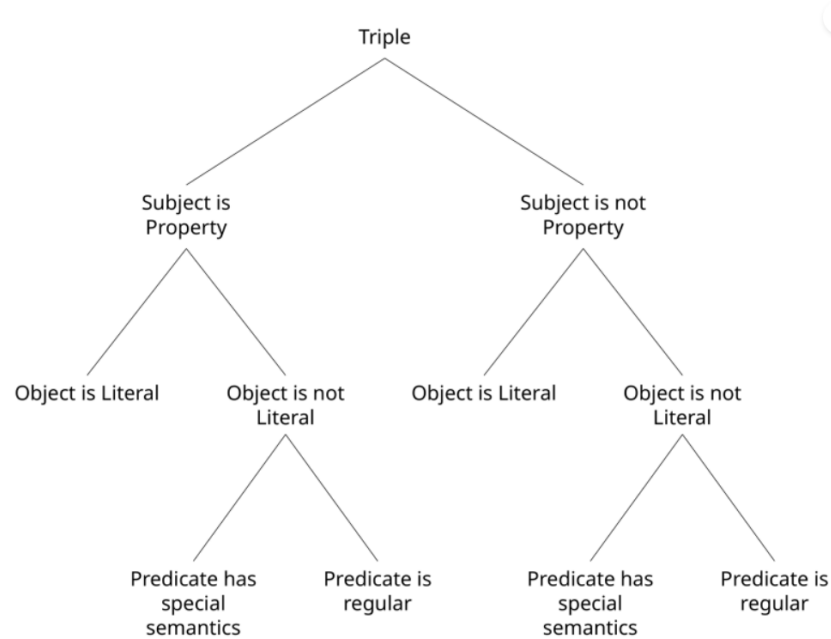 Triple
Subject is
Property
Subject is not
Property
Object is Literal
Object is not
Literal
Object is Literal
Object is not
Literal
Predicate has
special
semantics
Predicate is
regular
Predicate has
special
semantics
Predicate is
regular